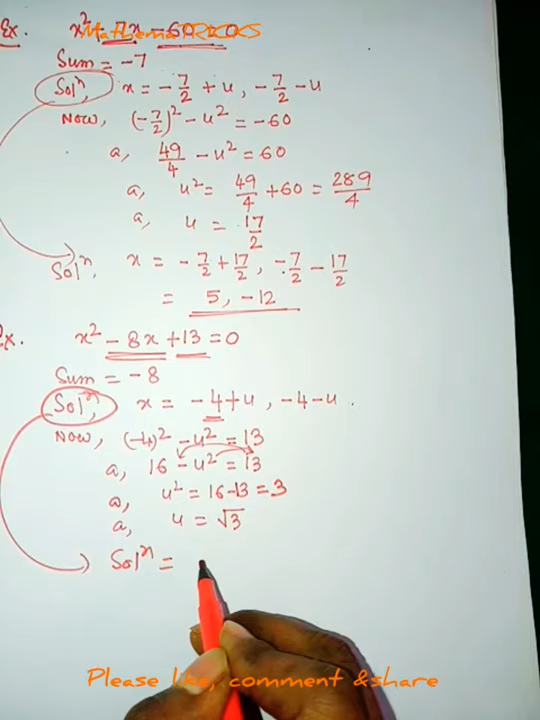 Ex. x² - 7x - 60 = 0
Mathema TRICKS
Sum = -7
Solⁿ, x = -7/2 + u, -7/2 - u
Now, (-7/2)² - u² = -60
a, 49/4 - u² = 60
a, u² = 49/4 + 60 = 289/4
a, u = 17/2
Solⁿ, x = -7/2 + 17/2, -7/2 - 17/2
= 5, -12
Ex. x² - 8x + 13 = 0
Sum = -8
Solⁿ, x = -4 + u, -4 - u.
Now, (-4)² - u² = 13
a, 16 - u² = 13
a, u² = 16-13 = 3
a, u = √3
Solⁿ =
Please like, comment &share